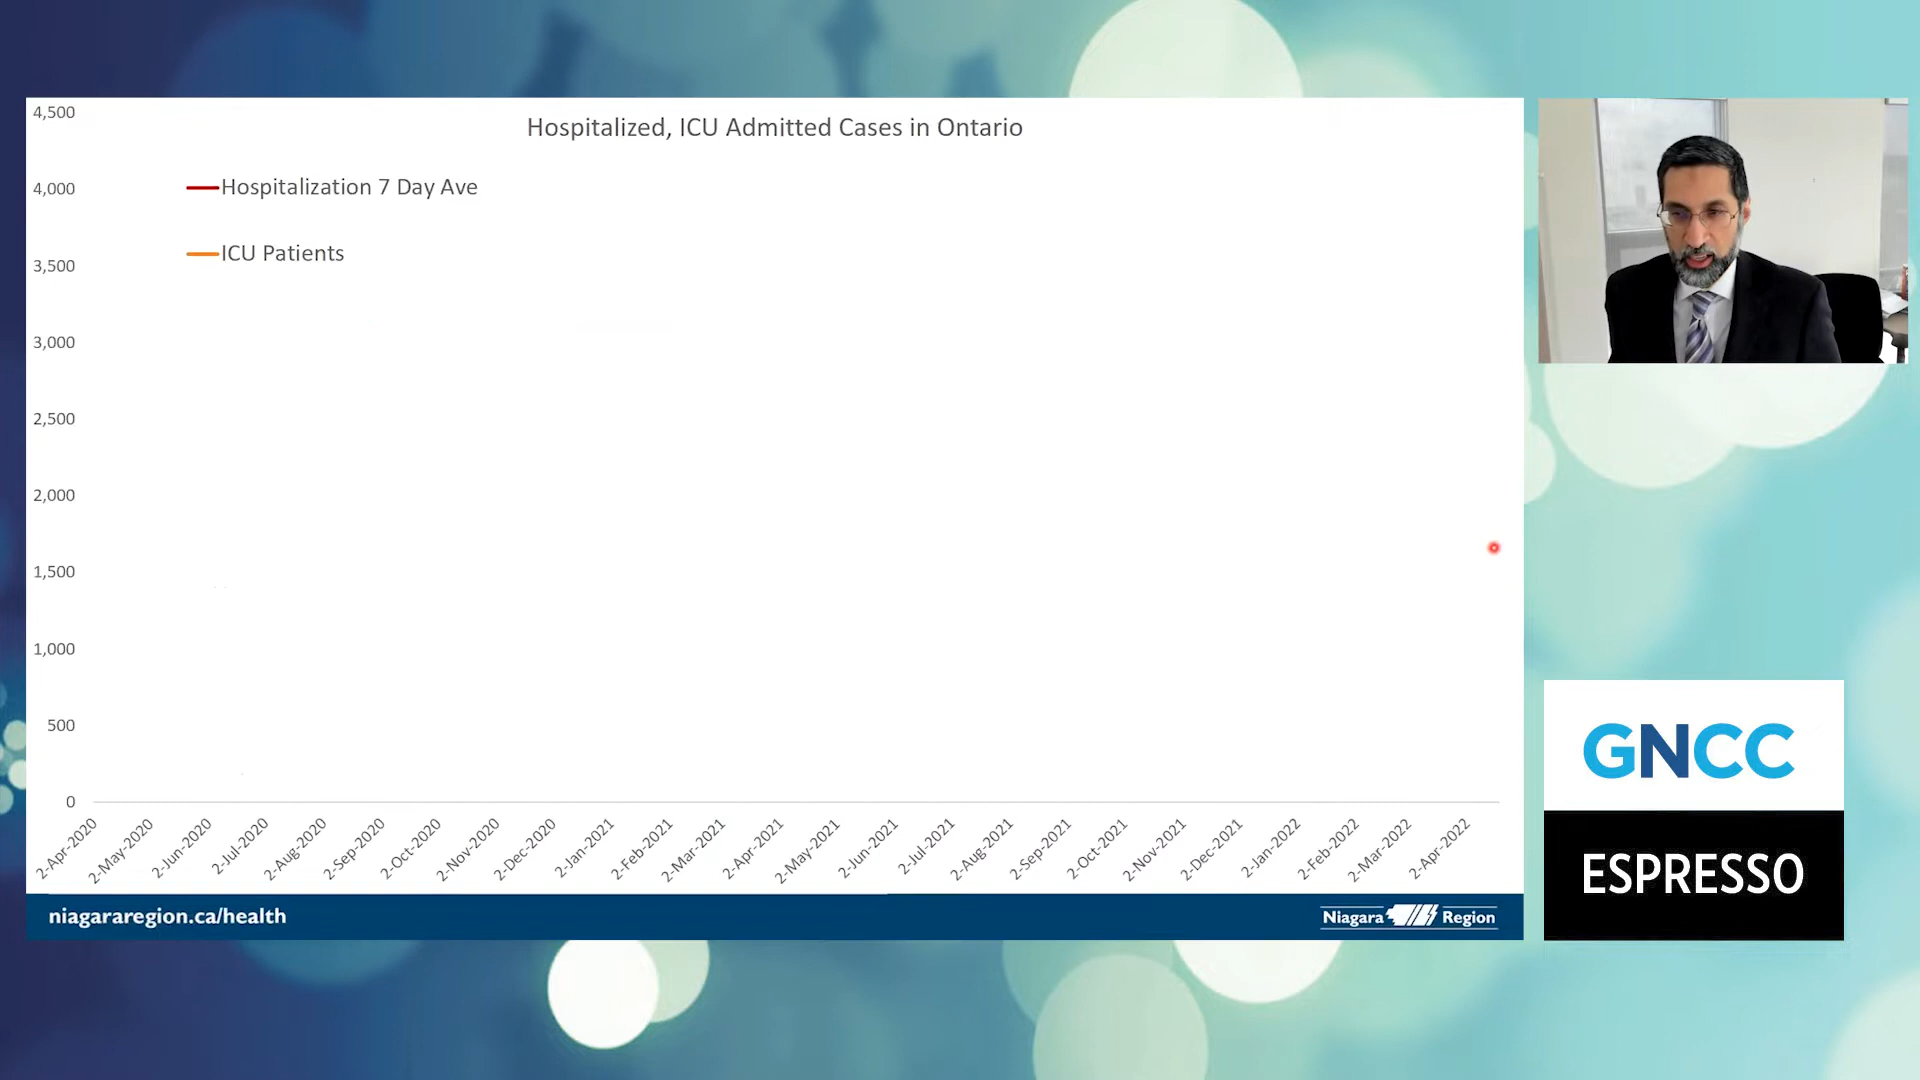 Hospitalized, ICU Admitted Cases in Ontario
Hospitalization 7 Day Ave
ICU Patients
4,500
4,000
3,500
3,000
2,500
2,000
1,500
1,000
500
0
2-Apr-2020
2-May-2020
2-Jun-2020
2-Jul-2020
2-Aug-2020
2-Sep-2020
2-Oct-2020
2-Nov-2020
2-Dec-2020
2-Jan-2021
2-Feb-2021
2-Mar-2021
2-Apr-2021
2-May-2021
2-Jun-2021
2-Jul-2021
2-Aug-2021
2-Sep-2021
2-Oct-2021
2-Nov-2021
2-Dec-2021
2-Jan-2022
2-Feb-2022
2-Mar-2022
2-Apr-2022
niagararegion.ca/health
Niagara Region
GNCC
ESPRESSO